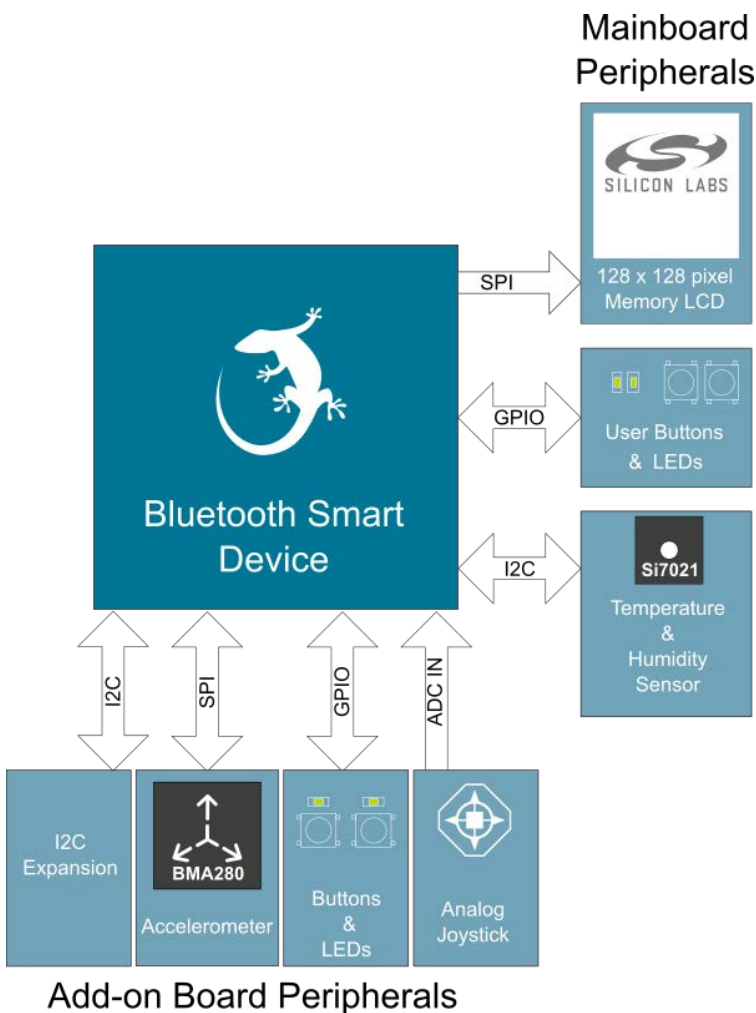 Mainboard
Peripherals
SILICON LABS
128 x 128 pixel
Memory LCD
SPI
GPIO
User Buttons
& LEDs
Bluetooth Smart
Device
I2C
Si7021
Temperature
&
Humidity
Sensor
I2C
SPI
GPIO
ADC IN
I2C
Expansion
BMA280
Accelerometer
Buttons
&
LEDs
Analog
Joystick
Add-on Board Peripherals